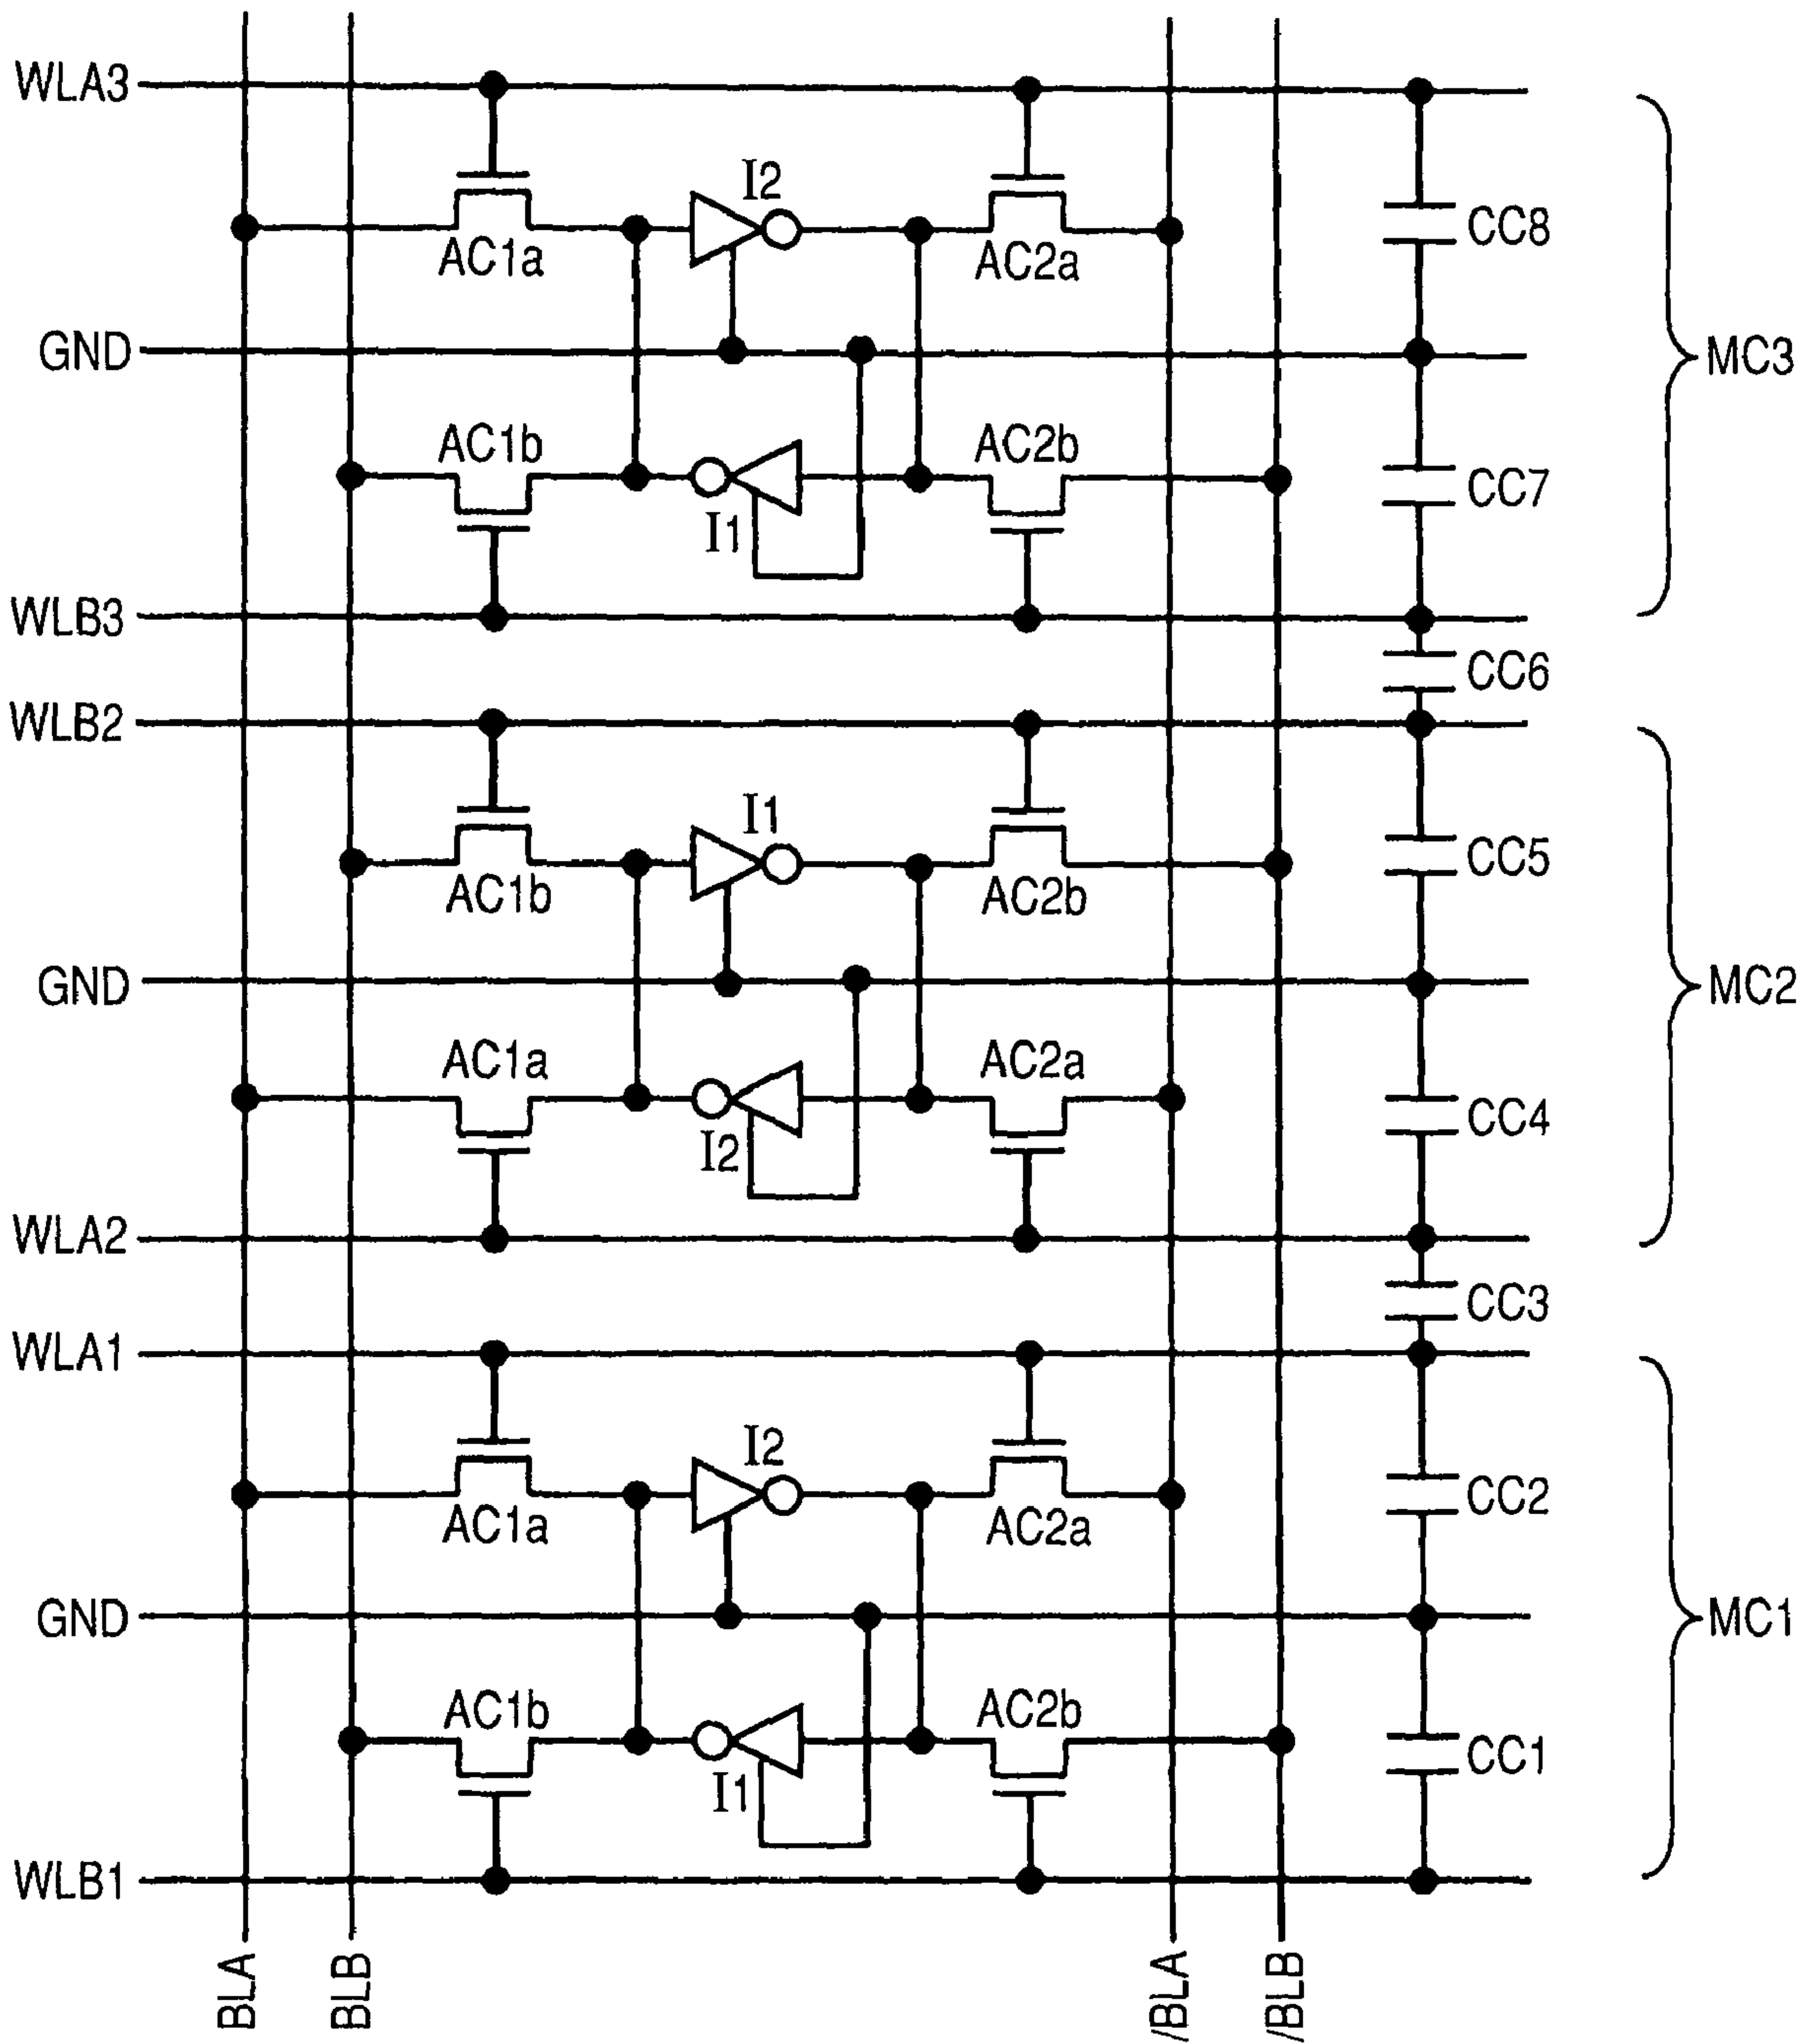 WLA3
I2
AC1a
AC2a
CC8
GND
MC3
AC1b
AC2b
CC7
I1
WLB3
CC6
WLB2
I1
CC5
AC1b
AC2b
GND
MC2
AC1a
AC2a
CC4
I2
WLA2
CC3
WLA1
I2
CC2
AC1a
AC2a
GND
MC1
AC1b
AC2b
CC1
I1
WLB1
BLA
BLB
/BLA
/BLB